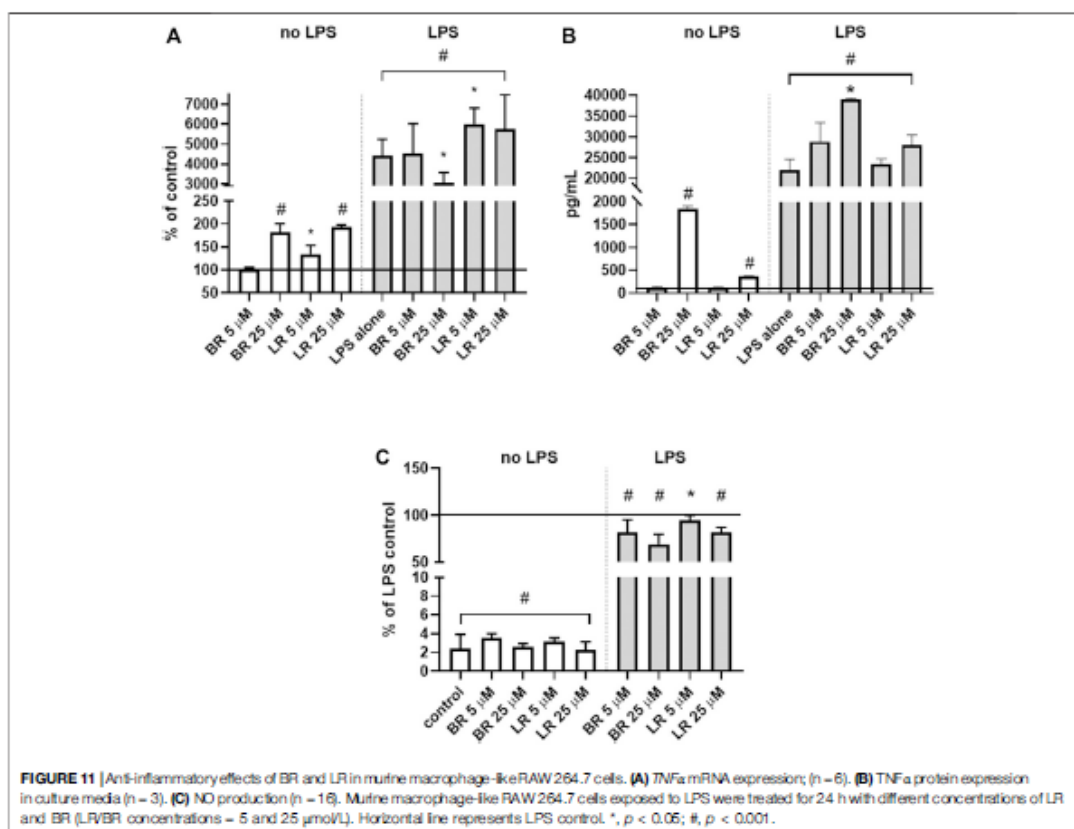 A
no LPS
LPS
#
*
*
#
*
#
% of control
7000
6000
5000
4000
3000
250
200
150
100
50
BR 5 μM
BR 25 μM
LR 5 μM
LR 25 μM
LPS alone
BR 5 μM
BR 25 μM
LR 5 μM
LR 25 μM
B
no LPS
LPS
#
*
#
#
pg/mL
40000
35000
30000
25000
20000
2000
1500
1000
500
0
BR 5 μM
BR 25 μM
LR 5 μM
LR 25 μM
LPS alone
BR 5 μM
BR 25 μM
LR 5 μM
LR 25 μM
C
no LPS
LPS
# # * #
#
% of LPS control
150
100
50
10
8
6
4
2
0
control
BR 5 μM
BR 25 μM
LR 5 μM
LR 25 μM
BR 5 μM
BR 25 μM
LR 5 μM
LR 25 μM
FIGURE 11 | Anti-inflammatory effects of BR and LR in murine macrophage-like RAW 264.7 cells. (A) TNFα mRNA expression; (n = 6). (B) TNFα protein expression
in culture media (n = 3). (C) NO production (n = 16). Murine macrophage-like RAW 264.7 cells exposed to LPS were treated for 24 h with different concentrations of LR
and BR (LR/BR concentrations = 5 and 25 μmol/L). Horizontal line represents LPS control. *, p < 0.05; #, p < 0.001.